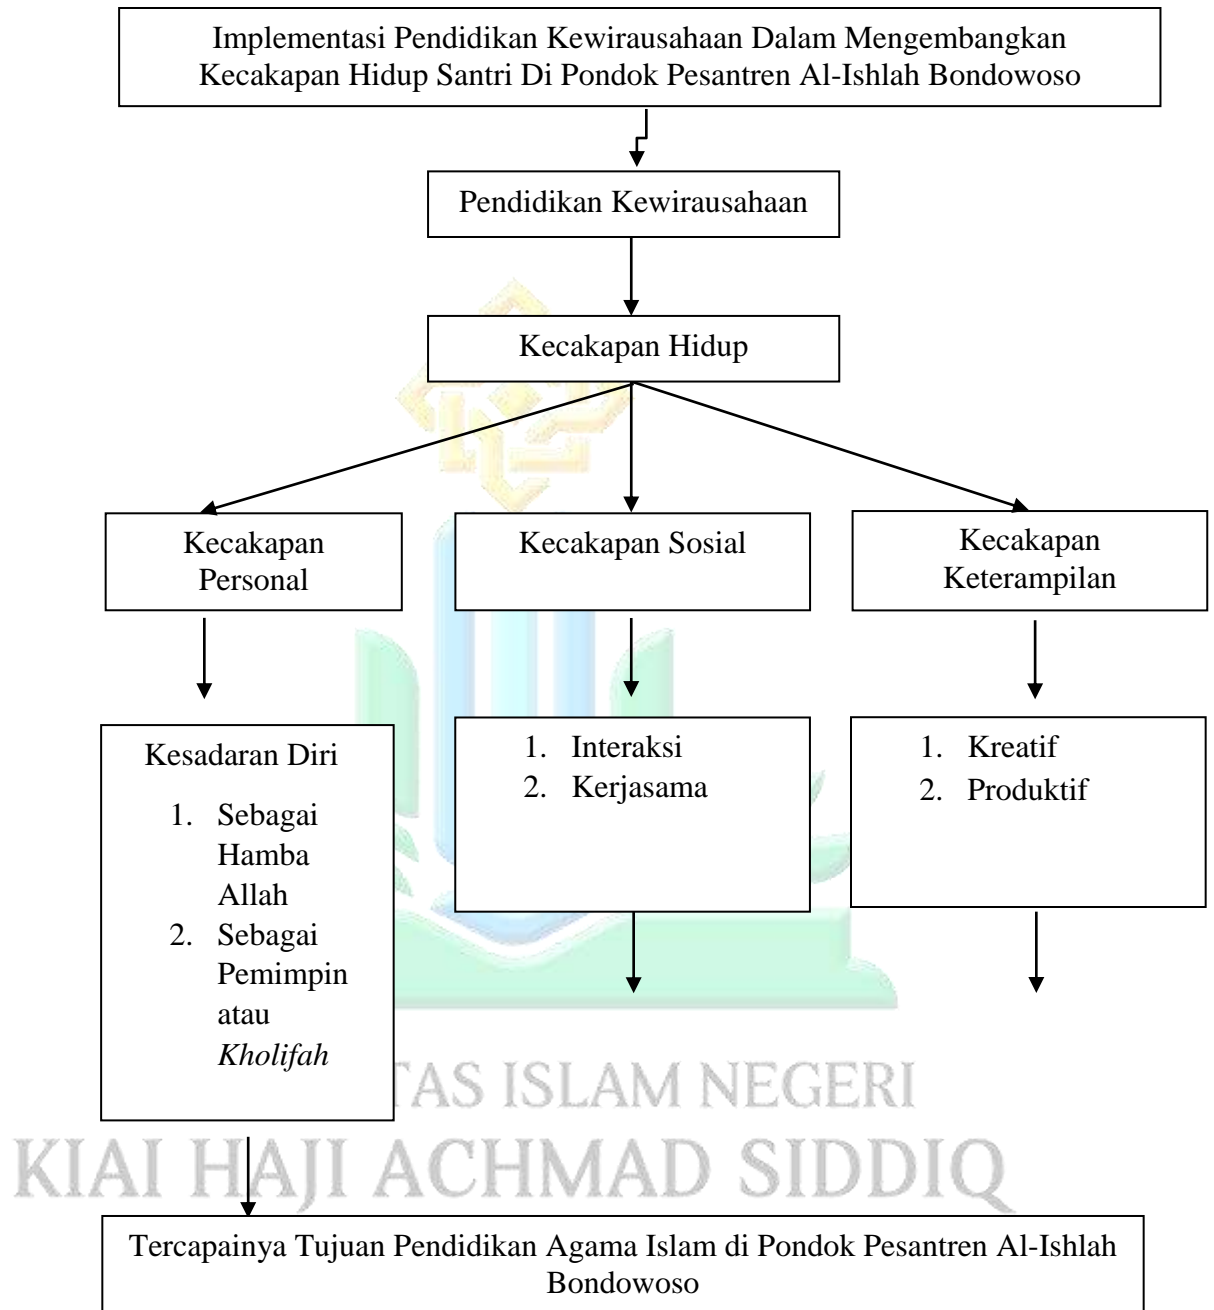 Implementasi Pendidikan Kewirausahaan Dalam Mengembangkan
Kecakapan Hidup Santri Di Pondok Pesantren Al-Ishlah Bondowoso
Pendidikan Kewirausahaan
Kecakapan Hidup
Kecakapan
Personal
Kecakapan Sosial
Kecakapan
Keterampilan
Kesadaran Diri
1. Sebagai
Hamba
Allah
2. Sebagai
Pemimpin
atau
Kholifah
1. Interaksi
2. Kerjasama
1. Kreatif
2. Produktif
TAS ISLAM NEGERI
KIAI HAJI ACHMAD SIDDIQ
Tercapainya Tujuan Pendidikan Agama Islam di Pondok Pesantren Al-Ishlah
Bondowoso